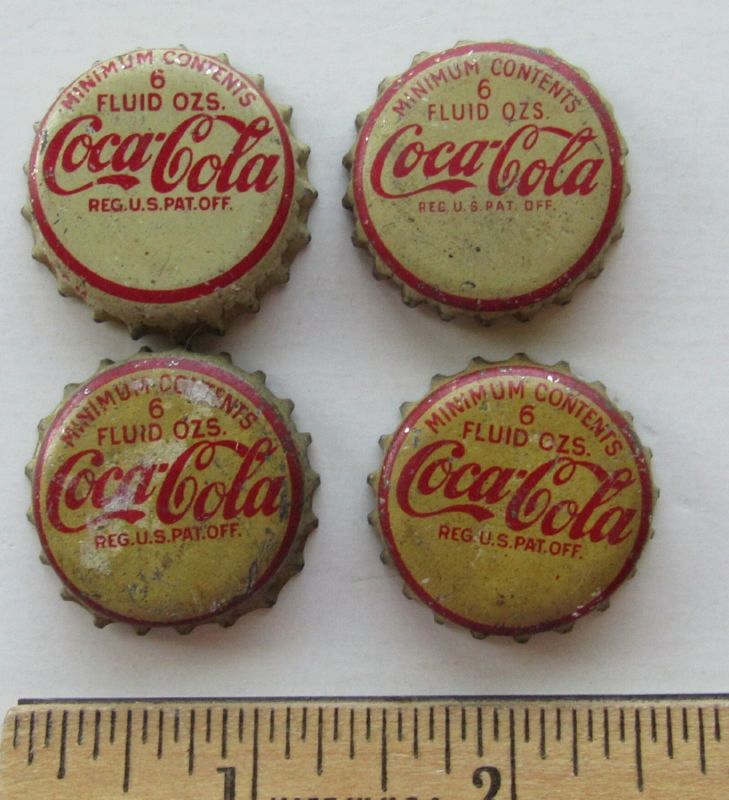 MINIMUM CONTENTS
6
FLUID OZS.
Coca-Cola
REG.U.S.PAT.OFF.
MINIMUM CONTENTS
6
FLUID OZS.
Coca-Cola
REG.U.S.PAT.OFF.
MINIMUM CONTENTS
6
FLUID OZS.
Coca-Cola
REG.U.S.PAT.OFF.
MINIMUM CONTENTS
6
FLUID OZS.
Coca-Cola
REG.U.S.PAT.OFF.
1 2